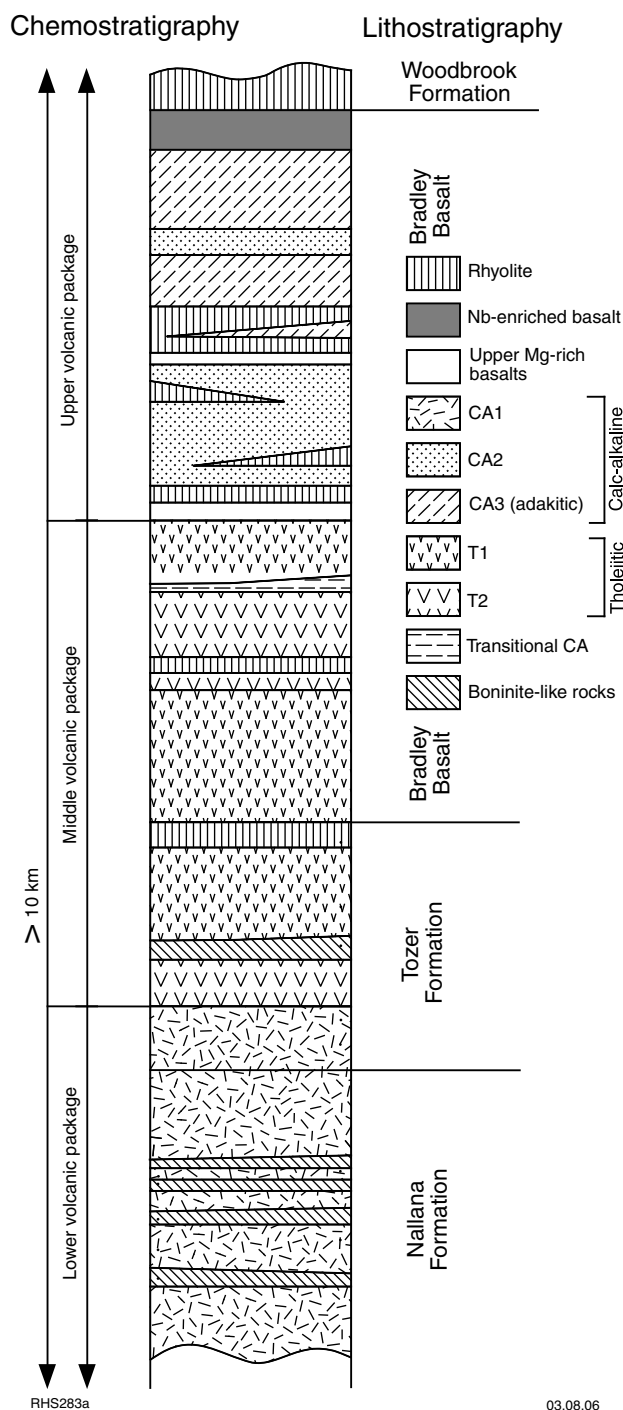 Chemostratigraphy
Lithostratigraphy
Woodbrook
Formation
Bradley
Basalt
Rhyolite
Nb-enriched basalt
Upper Mg-rich
basalts
CA1
CA2
CA3 (adakitic)
Calc-alkaline
T1
T2
Tholeiitic
Transitional CA
Boninite-like rocks
Bradley
Basalt
Tozer
Formation
Nallana
Formation
Upper volcanic package
Middle volcanic package
> 10 km
Lower volcanic package
RHS283a
03.08.06